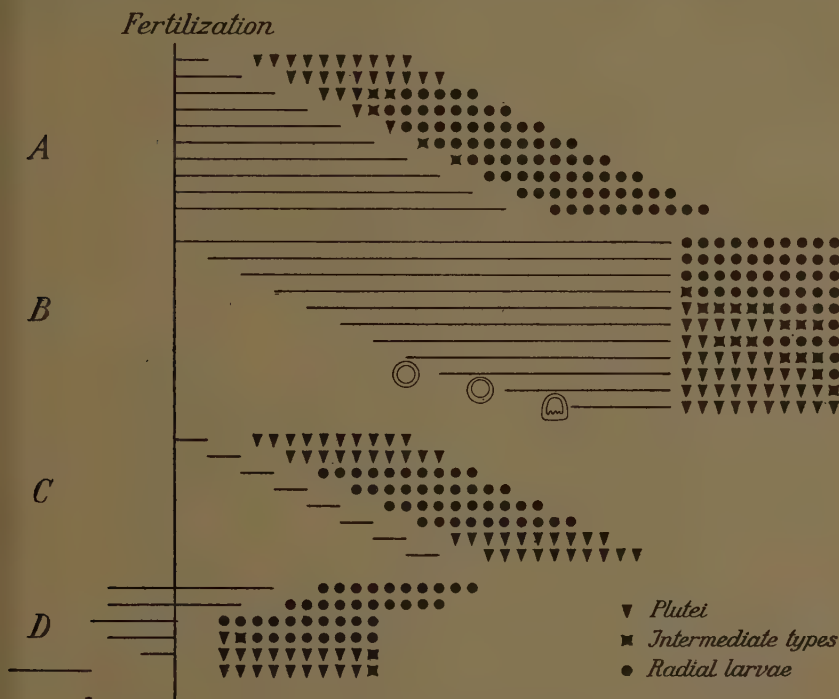 Fertilization
A
B
C
D
Plutei
Intermediate types
Radial larvae